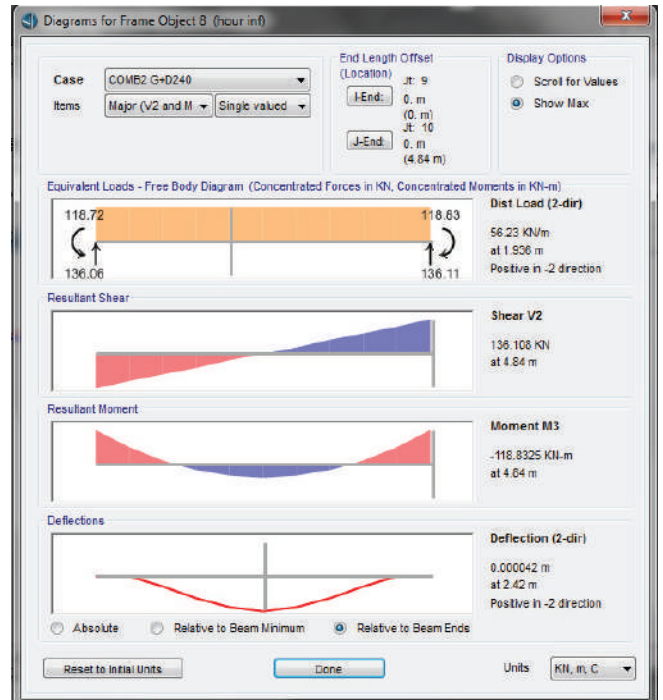 Diagrams for Frame Object 8 (hour inf)
Case
COMB2 G+D240
Items
Major (V2 and M
Single valued
End Length Offset
(Location)
I-End:
Jt: 9
0. m
(0. m)
J-End:
Jt: 10
0. m
(4.84 m)
Display Options
Scroll for Values
Show Max
Equivalent Loads - Free Body Diagram (Concentrated Forces in KN, Concentrated Moments in KN-m)
118.72
118.83
136.06
136.11
Dist Load (2-dir)
56.23 KN/m
at 1.936 m
Positive in -2 direction
Resultant Shear
Shear V2
136.108 KN
at 4.84 m
Resultant Moment
Moment M3
-118.8325 KN-m
at 4.84 m
Deflections
Deflection (2-dir)
0.000042 m
at 2.42 m
Positive in -2 direction
Absolute
Relative to Beam Minimum
Relative to Beam Ends
Reset to Initial Units
Done
Units
KN, m, C